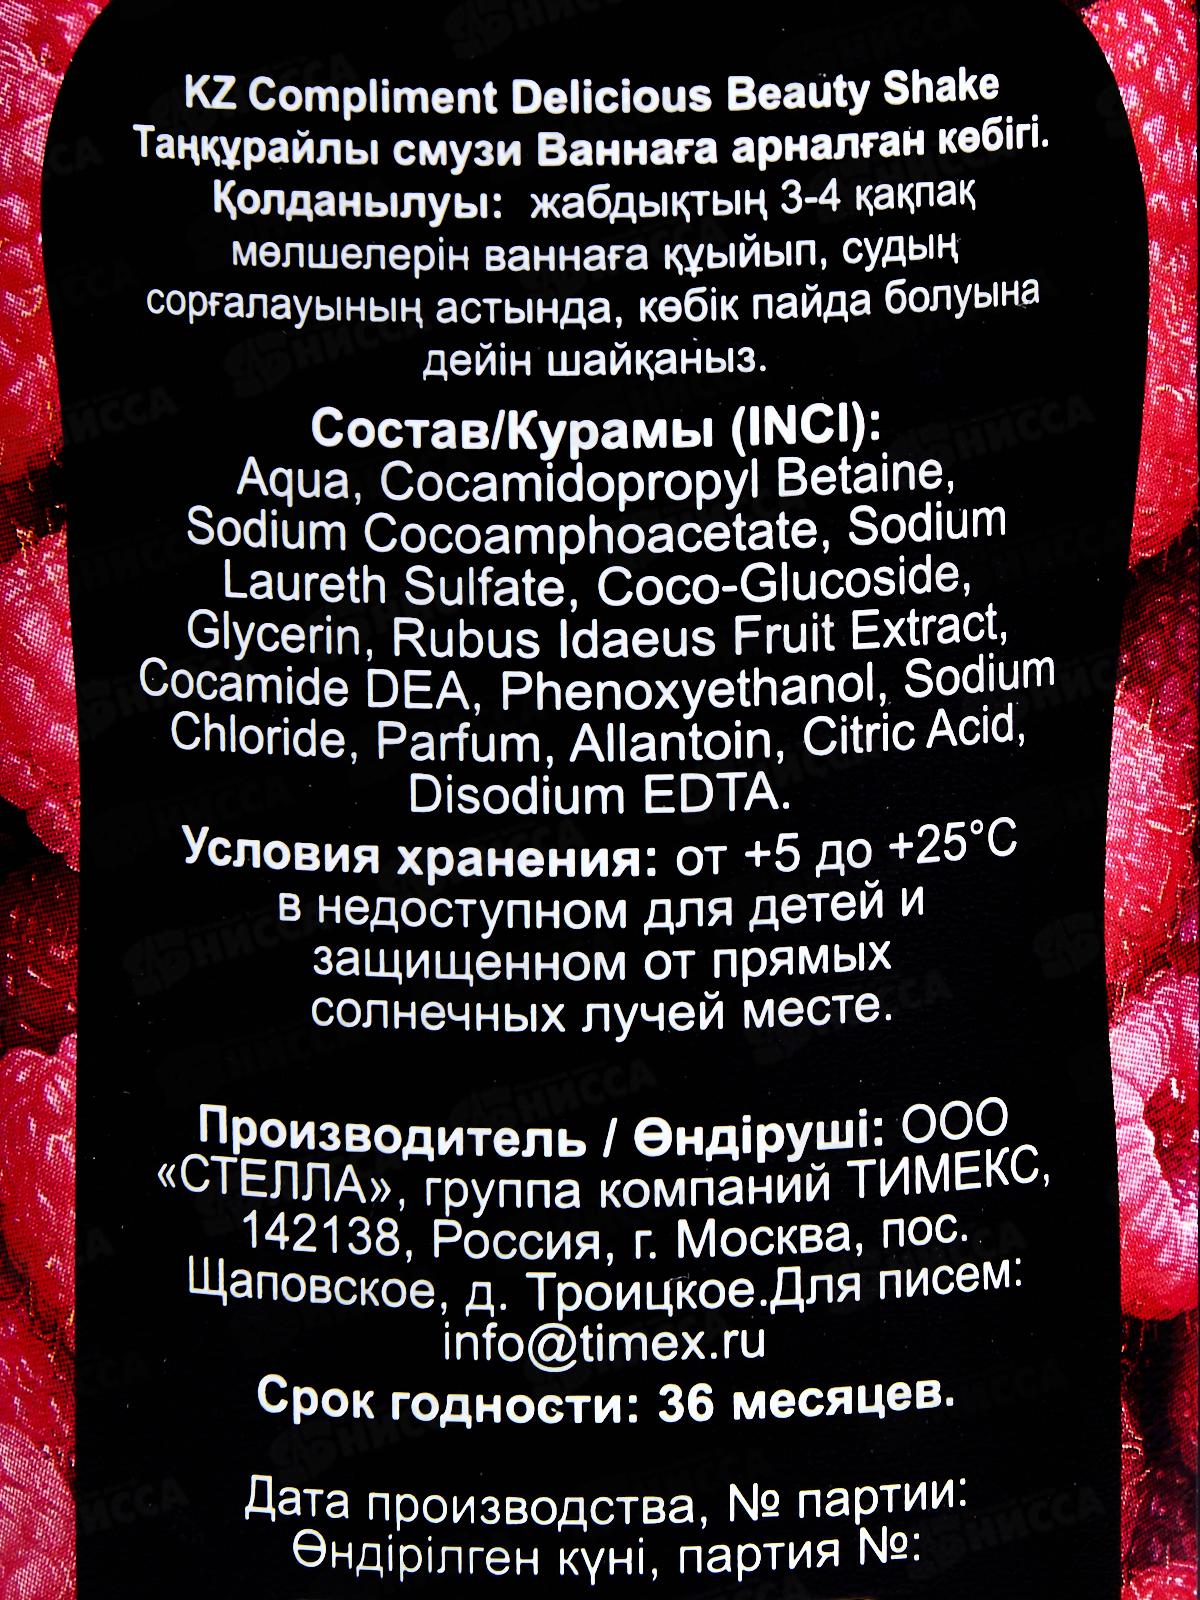 KZ Compliment Delicious Beauty Shake
Таңқұрайлы смузи Ваннаға арналған көбігі.
Қолданылуы: жабдықтың 3-4 қақпақ
мөлшелерін ваннаға құыйып, судың
сорғалауының астында, көбік пайда болуына
дейін шайқаңыз.
Состав/Курамы (INCI):
Aqua, Cocamidopropyl Betaine,
Sodium Cocoamphoacetate, Sodium
Laureth Sulfate, Coco-Glucoside,
Glycerin, Rubus Idaeus Fruit Extract,
Cocamide DEA, Phenoxyethanol, Sodium
Chloride, Parfum, Allantoin, Citric Acid,
Disodium EDTA.
Условия хранения: от +5 до +25°C
в недоступном для детей и
защищенном от прямых
солнечных лучей месте.
Производитель / Өндіруші: ООО
«СТЕЛЛА», группа компаний ТИМЕКС,
142138, Россия, г. Москва, пос.
Щаповское, д. Троицкое.Для писем:
info@timex.ru
Срок годности: 36 месяцев.
Дата производства, № партии:
Өндірілген күні, партия №: